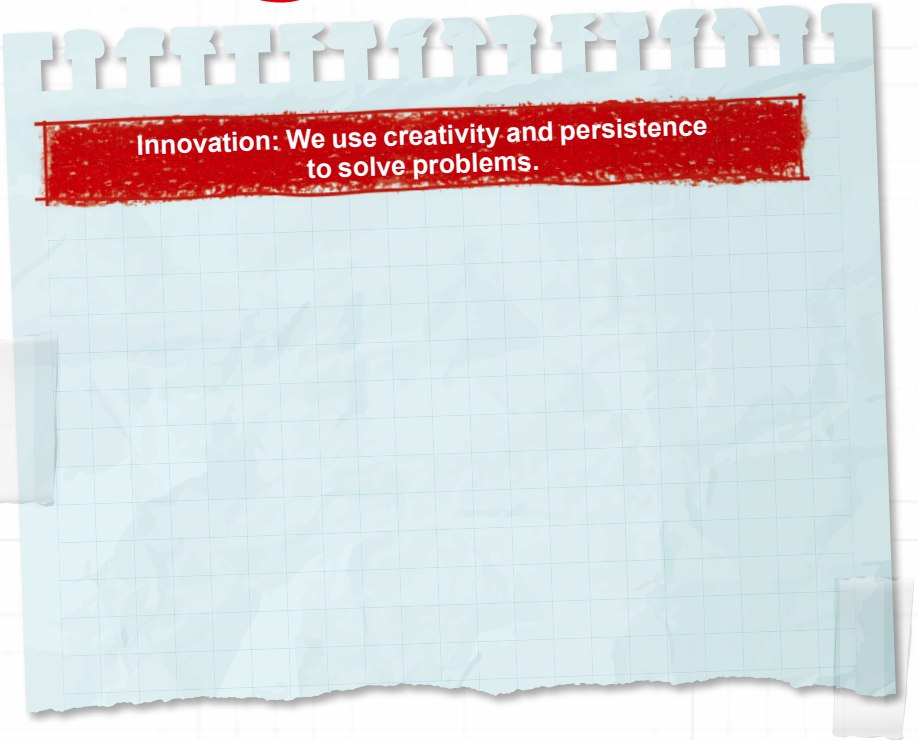 Innovation: We use creativity and persistence
to solve problems.